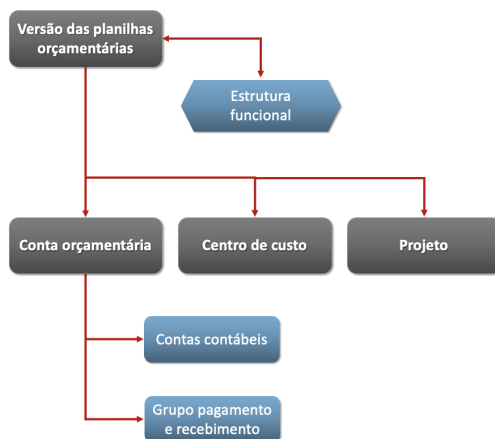 Versão das planilhas
orçamentárias
Estrutura
funcional
Conta orçamentária
Centro de custo
Projeto
Contas contábeis
Grupo pagamento
e recebimento